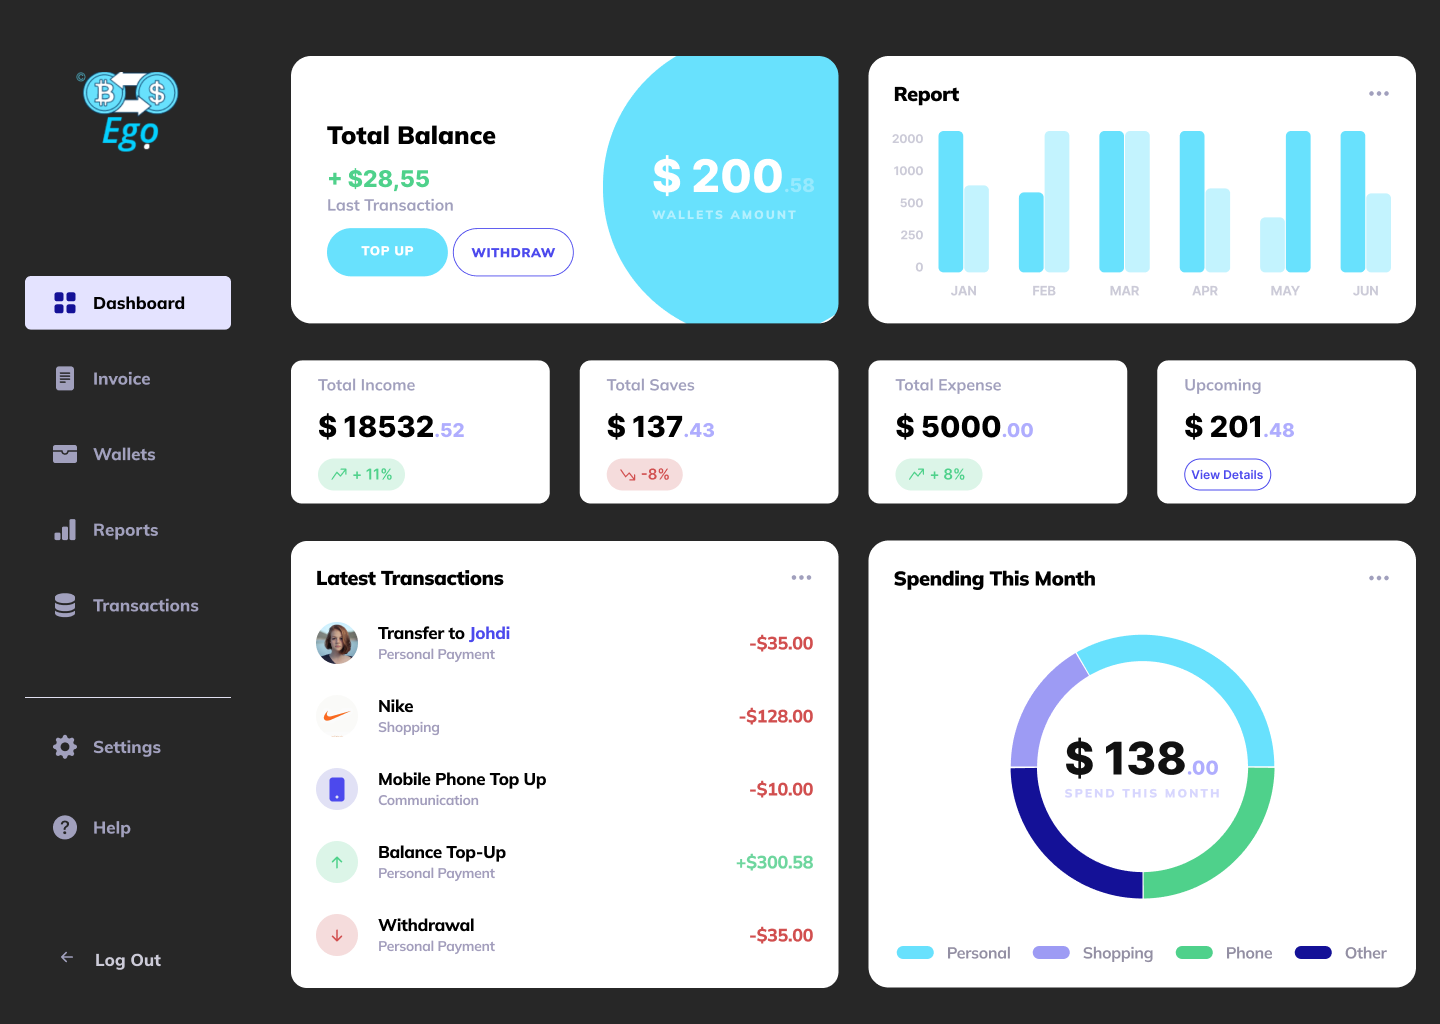 ©
B $
Ego
Dashboard
Invoice
Wallets
Reports
Transactions
Settings
? Help
Log Out
Total Balance
+ $28,55
Last Transaction
TOP UP
WITHDRAW
$ 200.58
WALLETS AMOUNT
Report
2000
1000
500
250
0
JAN FEB MAR APR MAY JUN
Total Income
$ 18532.52
+ 11%
Total Saves
$ 137.43
-8%
Total Expense
$ 5000.00
+ 8%
Upcoming
$ 201.48
View Details
Latest Transactions
Transfer to Johdi
Personal Payment
-$35.00
Nike
Shopping
-$128.00
Mobile Phone Top Up
Communication
-$10.00
Balance Top-Up
Personal Payment
+$300.58
Withdrawal
Personal Payment
-$35.00
Spending This Month
$ 138.00
SPEND THIS MONTH
Personal Shopping Phone Other